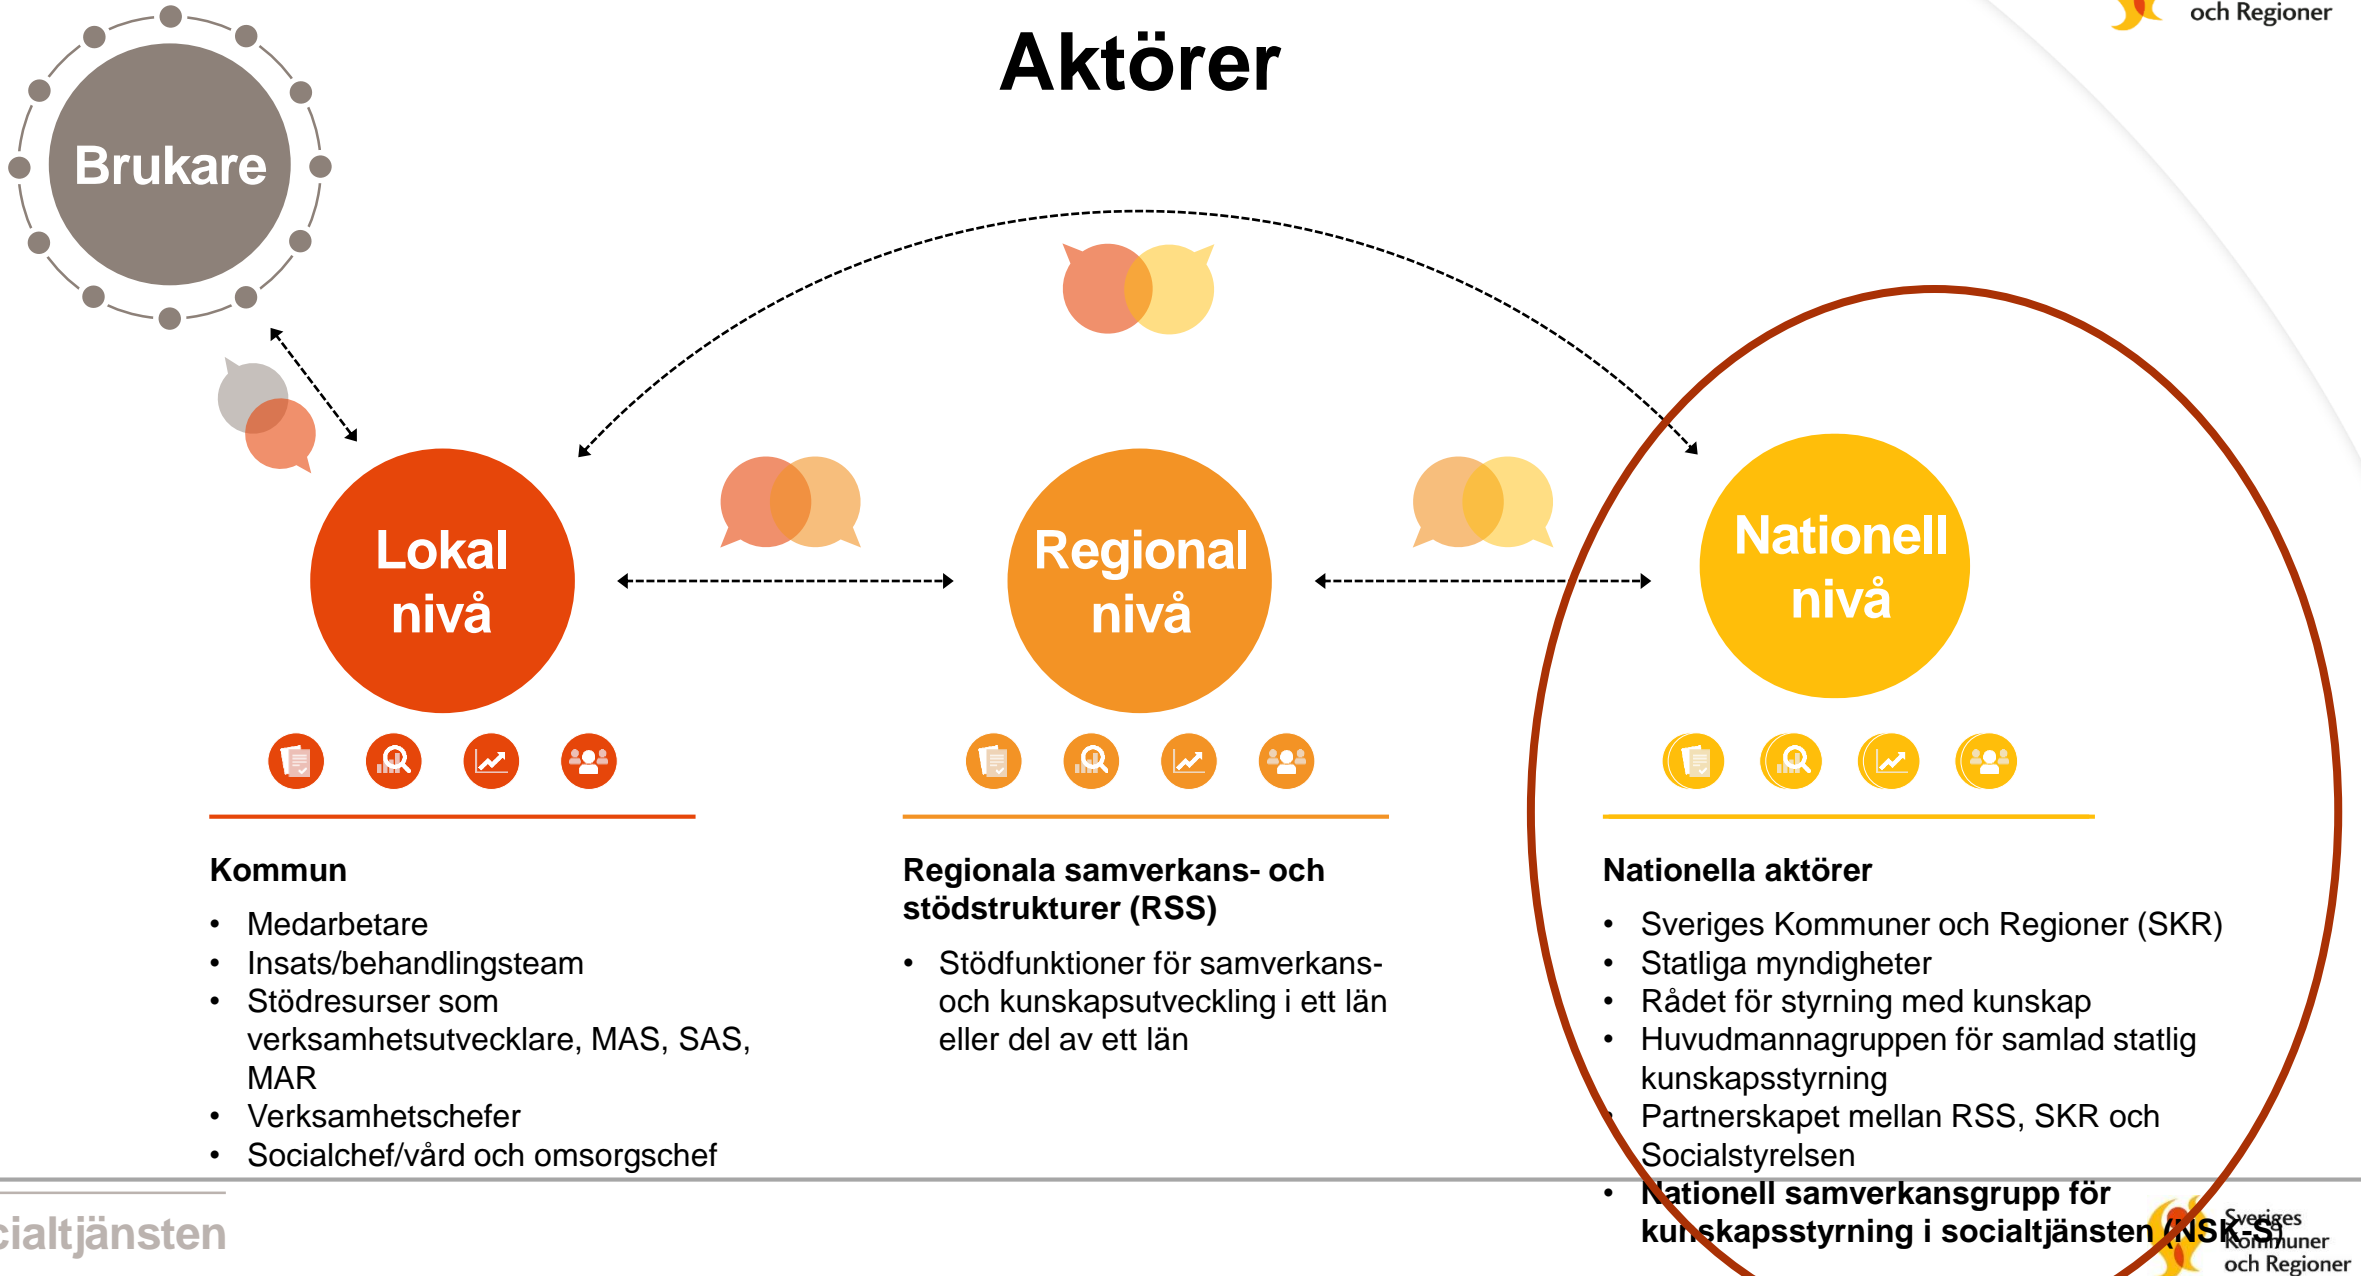 och Regioner
Aktörer
Brukare
Lokal
nivå
Regional
nivå
Nationell
nivå
Kommun
• Medarbetare
• Insats/behandlingsteam
• Stödresurser som
verksamhetsutvecklare, MAS, SAS,
MAR
• Verksamhetschefer
• Socialchef/vård och omsorgschef
Regionala samverkans- och
stödstrukturer (RSS)
• Stödfunktioner för samverkans-
och kunskapsutveckling i ett län
eller del av ett län
Nationella aktörer
• Sveriges Kommuner och Regioner (SKR)
• Statliga myndigheter
• Rådet för styrning med kunskap
• Huvudmannagruppen för samlad statlig
kunskapsstyrning
• Partnerskapet mellan RSS, SKR och
Socialstyrelsen
• Nationell samverkansgrupp för
kunskapsstyrning i socialtjänsten (NSK-S)
cialtjänsten
Sveriges
Kommuner
och Regioner